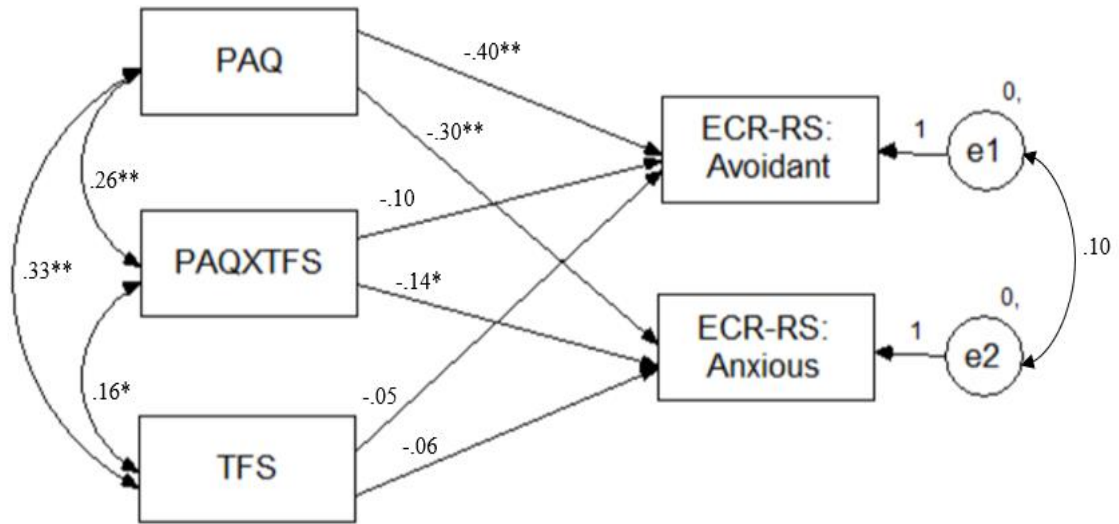 PAQ
-.40**
0,
ECR-RS:
Avoidant
1
e1
-.30**
.26**
-.10
PAQXTFS
.33**
-.14*
.10
0,
ECR-RS:
Anxious
1
e2
.16*
-.05
-.06
TFS